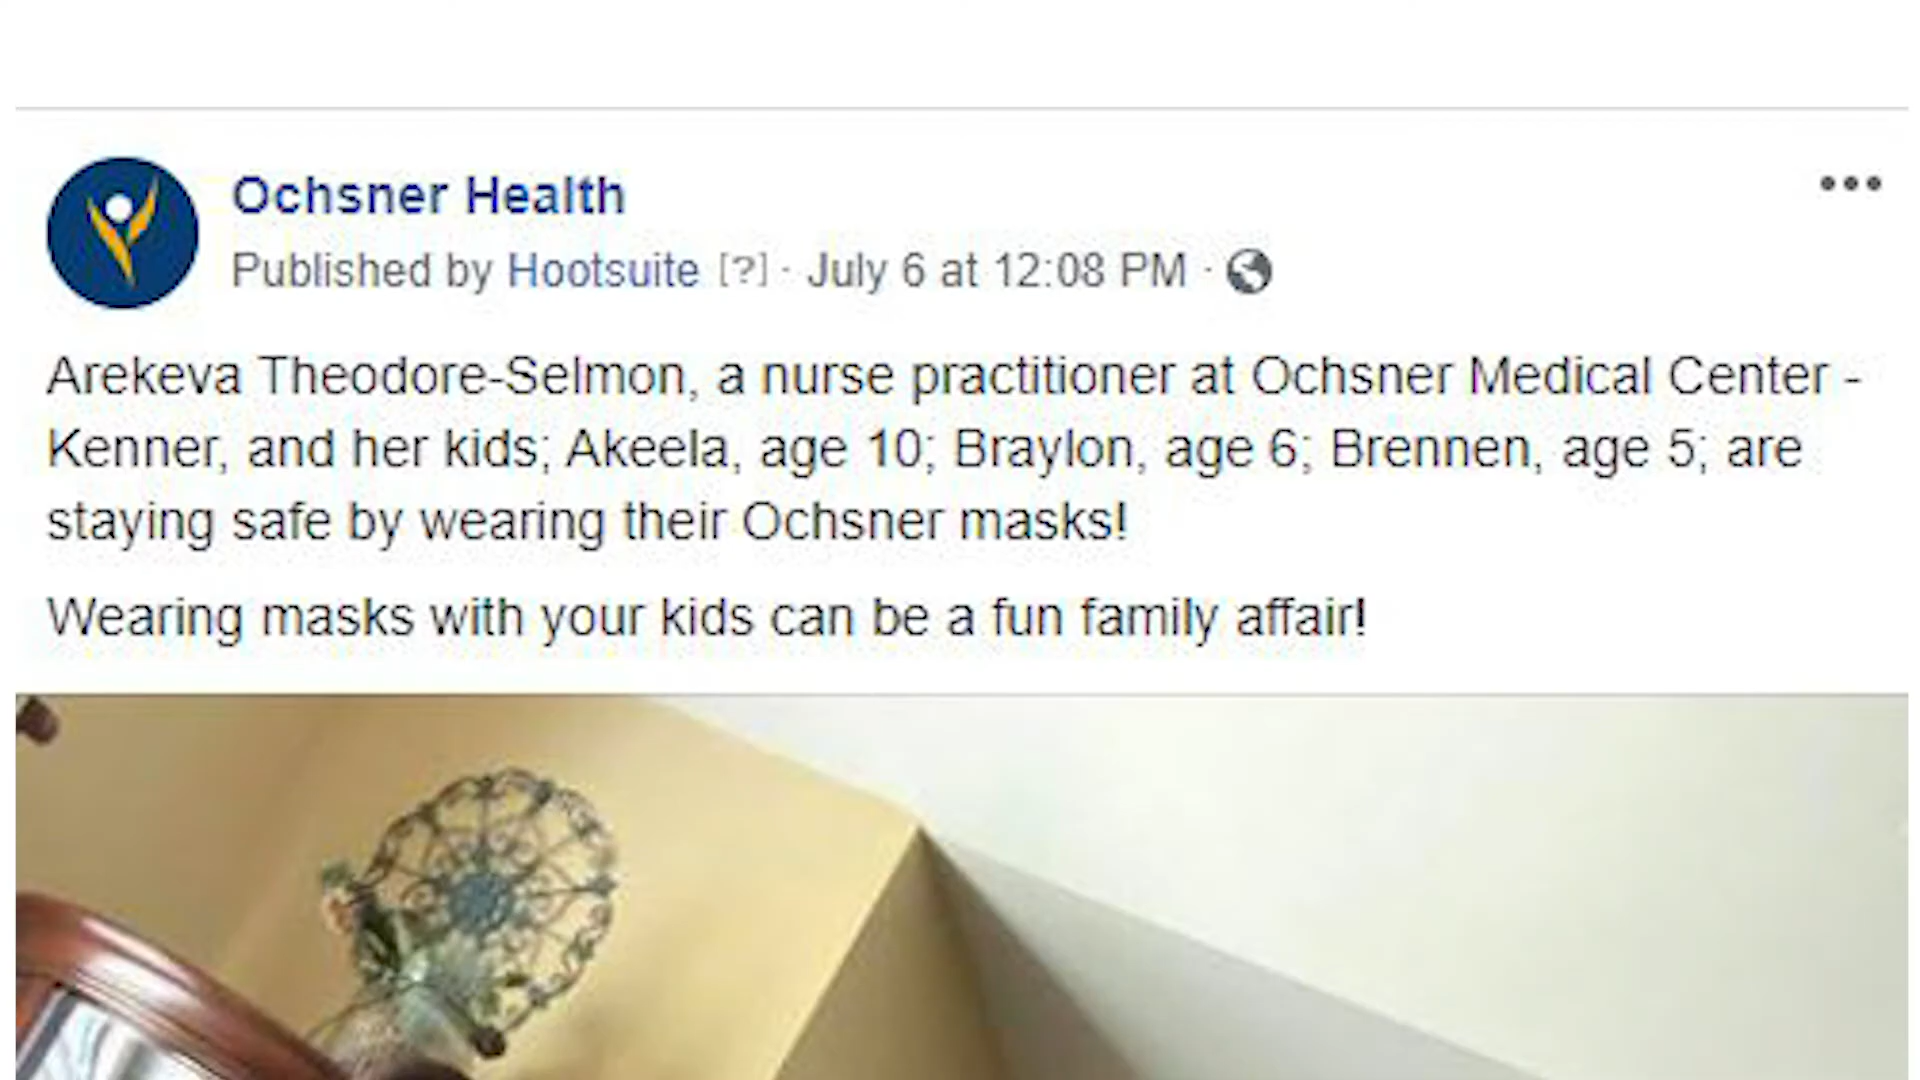 Ochsner Health
Published by Hootsuite [?] · July 6 at 12:08 PM ·
Arekeva Theodore-Selmon, a nurse practitioner at Ochsner Medical Center -
Kenner, and her kids; Akeela, age 10; Braylon, age 6; Brennen, age 5; are
staying safe by wearing their Ochsner masks!
Wearing masks with your kids can be a fun family affair!